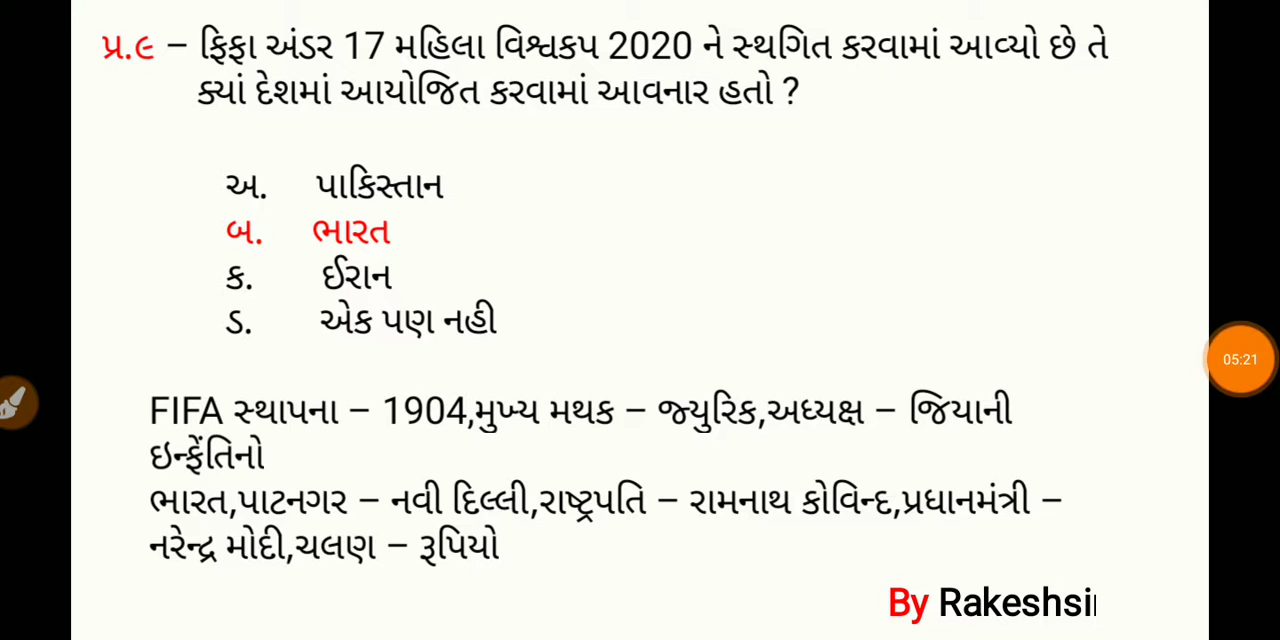 પ્ર.૯ – ફિફા અંડર 17 મહિલા વિશ્વકપ 2020 ને સ્થગિત કરવામાં આવ્યો છે તે
ક્યાં દેશમાં આયોજિત કરવામાં આવનાર હતો ?
અ. પાકિસ્તાન
બ. ભારત
ક. ઈરાન
ડ. એક પણ નહી
FIFA સ્થાપના – 1904,મુખ્ય મથક – જ્યુરિક,અધ્યક્ષ – જિયાની
ઇન્ફેંતિનો
ભારત,પાટનગર – નવી દિલ્લી,રાષ્ટ્રપતિ – રામનાથ કોવિન્દ,પ્રધાનમંત્રી –
નરેન્દ્ર મોદી,ચલણ – રૂપિયો
05:21
By